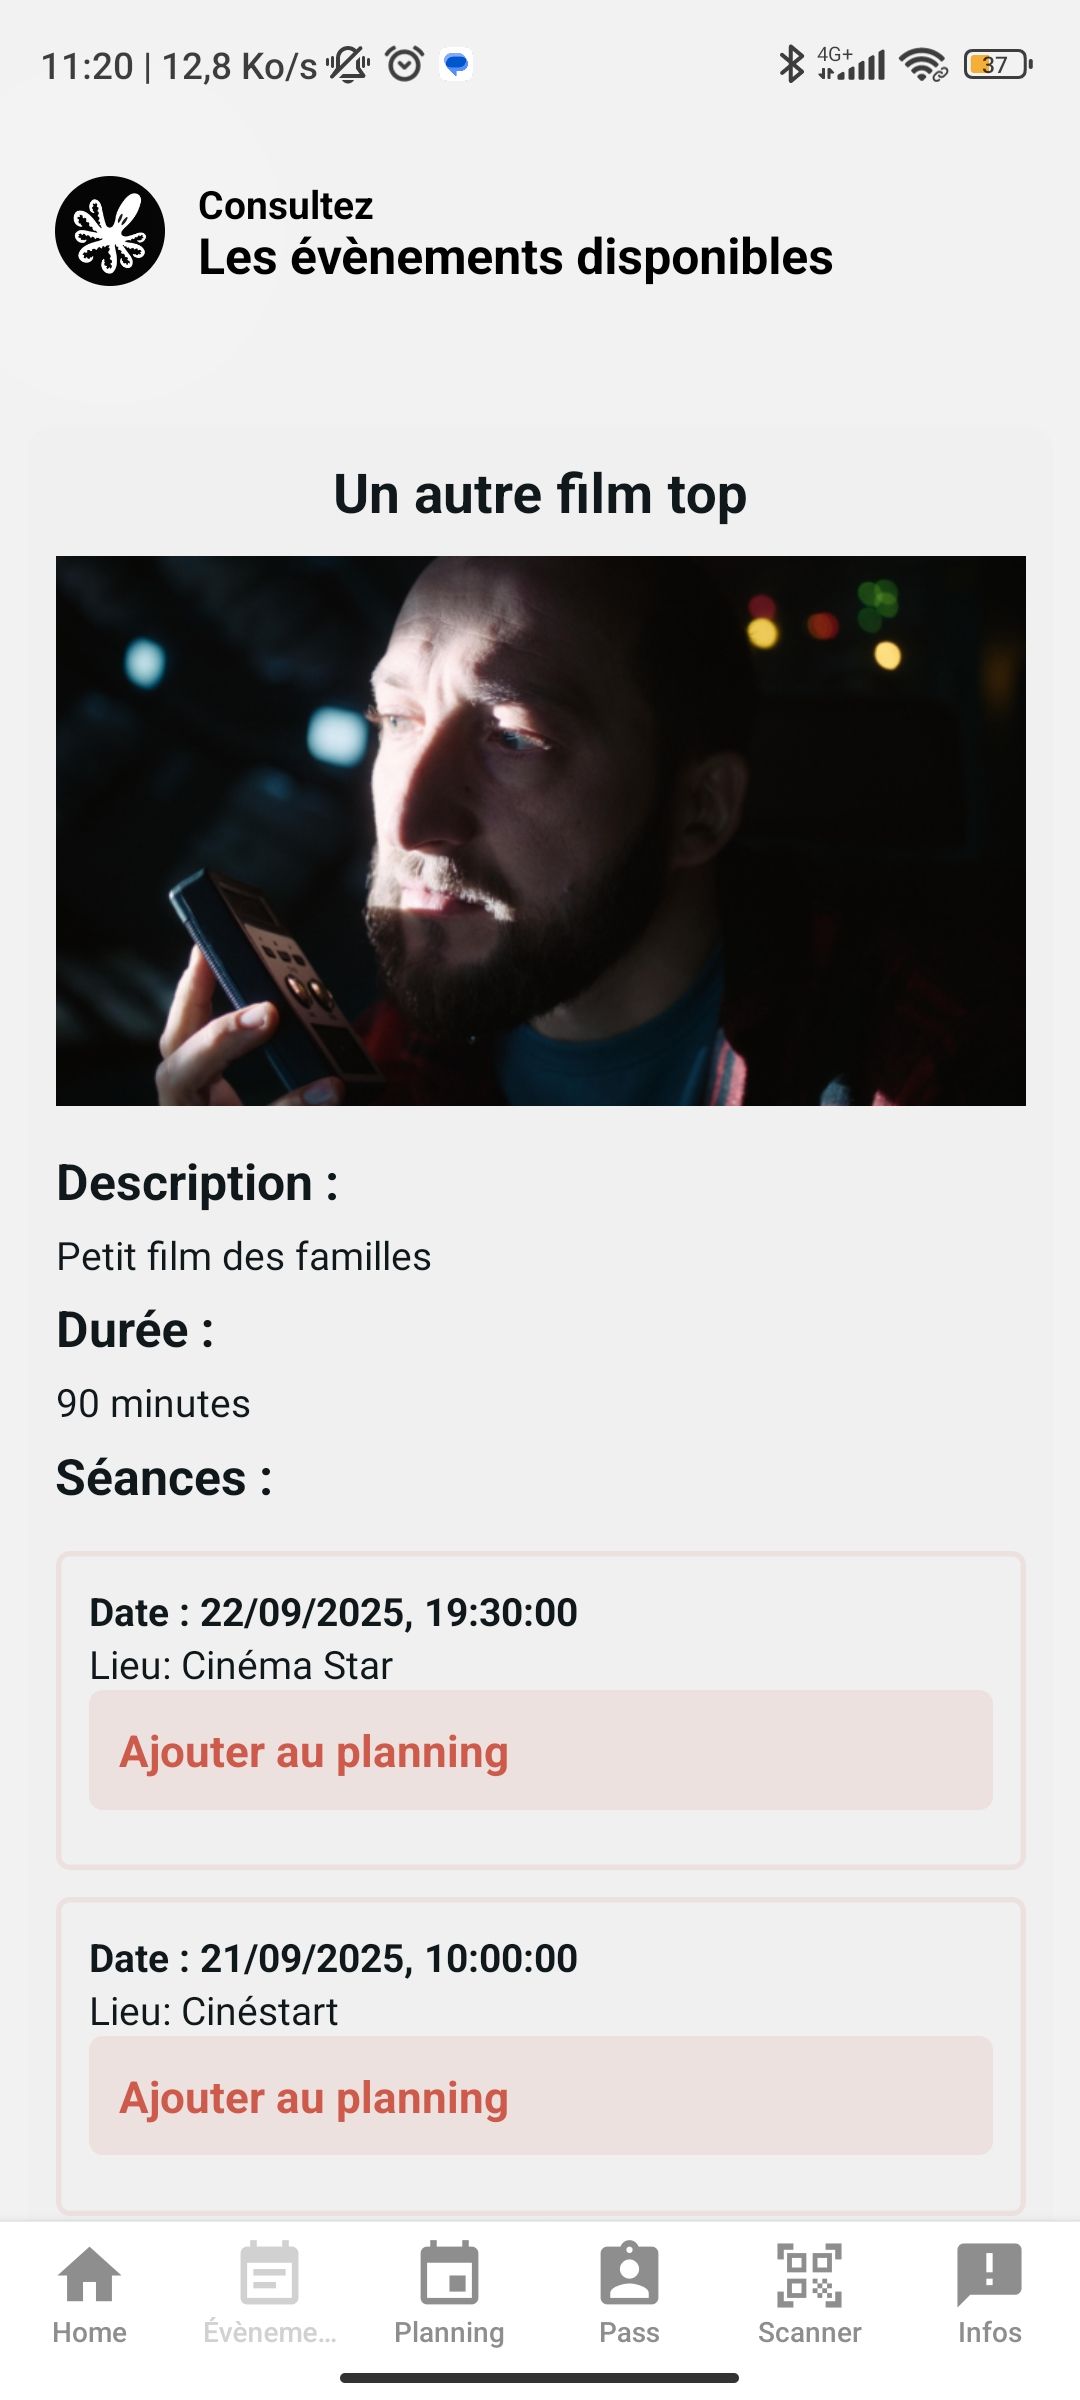 11:20 | 12,8 Ko/s
4G+
37
Consultez
Les évènements disponibles
Un autre film top
Description :
Petit film des familles
Durée :
90 minutes
Séances :
Date : 22/09/2025, 19:30:00
Lieu: Cinéma Star
Ajouter au planning
Date : 21/09/2025, 10:00:00
Lieu: Cinéstart
Ajouter au planning
Home
Évèneme...
Planning
Pass
Scanner
Infos